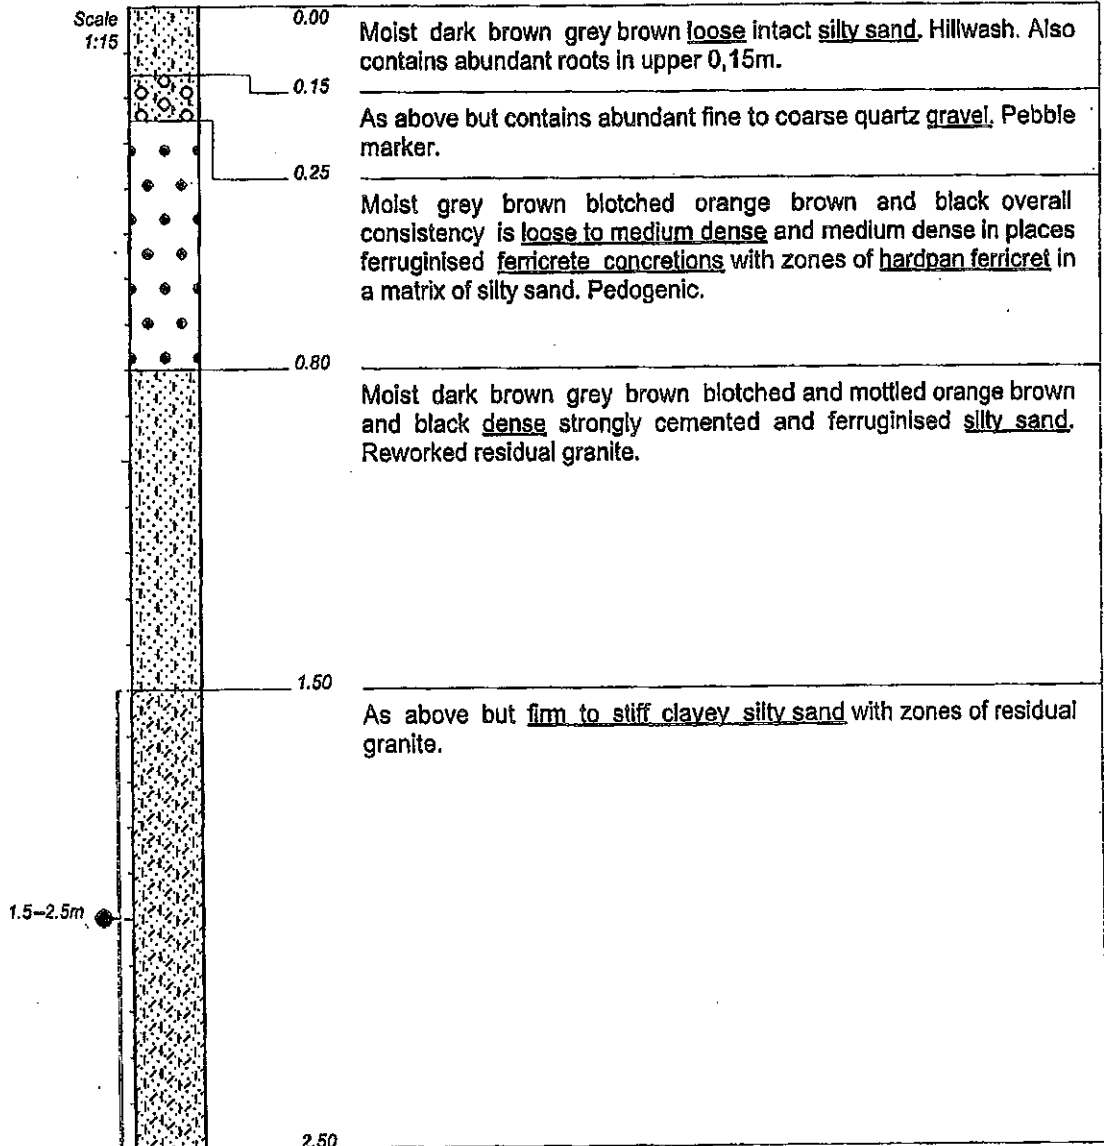 Scale
1:15
0.00
Moist dark brown grey brown loose intact silty sand. Hillwash. Also
contains abundant roots in upper 0,15m.
0.15
As above but contains abundant fine to coarse quartz gravel. Pebble
marker.
0.25
Moist grey brown blotched orange brown and black overall
consistency is loose to medium dense and medium dense in places
ferruginised ferricrete concretions with zones of hardpan ferricret in
a matrix of silty sand. Pedogenic.
0.80
Moist dark brown grey brown blotched and mottled orange brown
and black dense strongly cemented and ferruginised silty sand.
Reworked residual granite.
1.50
As above but firm to stiff clayey silty sand with zones of residual
granite.
1.5–2.5m
2.50